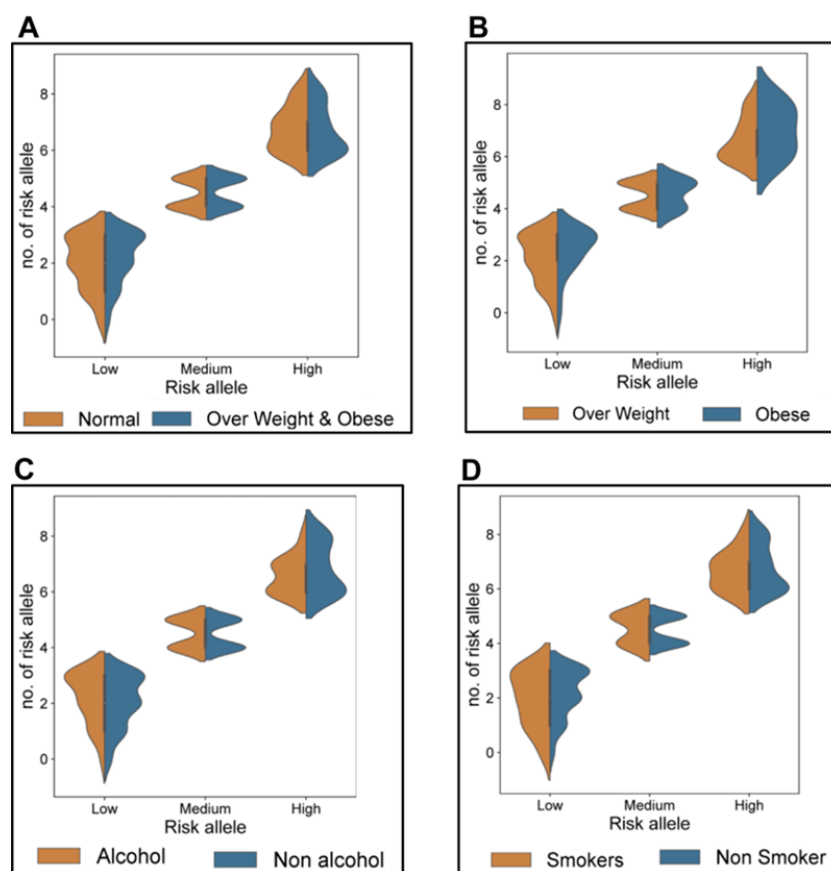 A
no. of risk allele
8
6
4
2
0
Low Medium High
Risk allele
Normal Over Weight & Obese
B
no. of risk allele
8
6
4
2
0
Low Medium High
Risk allele
Over Weight Obese
C
no. of risk allele
8
6
4
2
0
Low Medium High
Risk allele
Alcohol Non alcohol
D
no. of risk allele
8
6
4
2
0
Low Medium High
Risk allele
Smokers Non Smoker